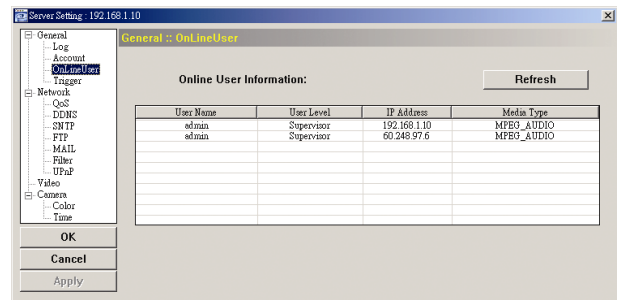 Server Setting : 192.168.1.10
General
Log
Account
OnLineUser
Trigger
Network
QoS
DDNS
SNTP
FTP
MAIL
Filter
UPnP
Video
Camera
Color
Time
OK
Cancel
Apply
General :: OnLineUser
Online User Information:
Refresh
User Name User Level IP Address Media Type
admin Supervisor 192.168.1.10 MPEG_AUDIO
admin Supervisor 60.248.97.6 MPEG_AUDIO